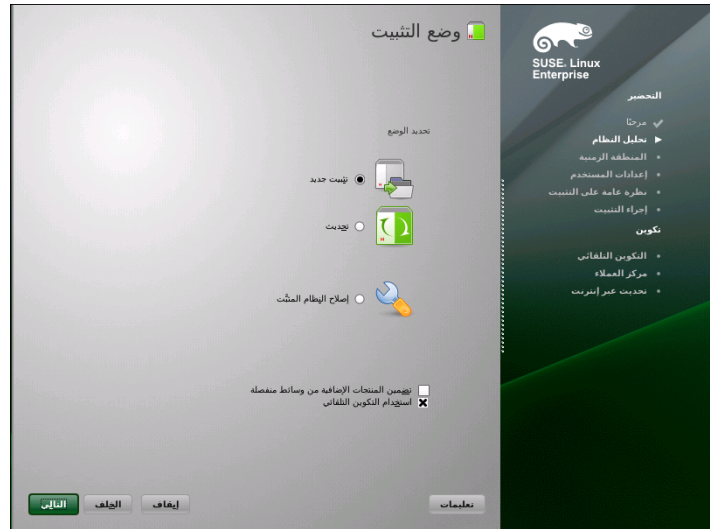 وضع التثبيت
تحديد الوضع
تثبيت جديد
تحديث
إصلاح النظام المثبَّت
تضمين المنتجات الإضافية من وسائط منفصلة
استخدام التكوين التلقائي
تعليمات
إيقاف
الخلف
التالي
SUSE. Linux
Enterprise
التحضير
مرحبًا
تحليل النظام
المنطقة الزمنية
إعدادات المستخدم
نظرة عامة على التثبيت
إجراء التثبيت
تكوين
التكوين التلقائي
مركز العملاء
تحديث عبر إنترنت